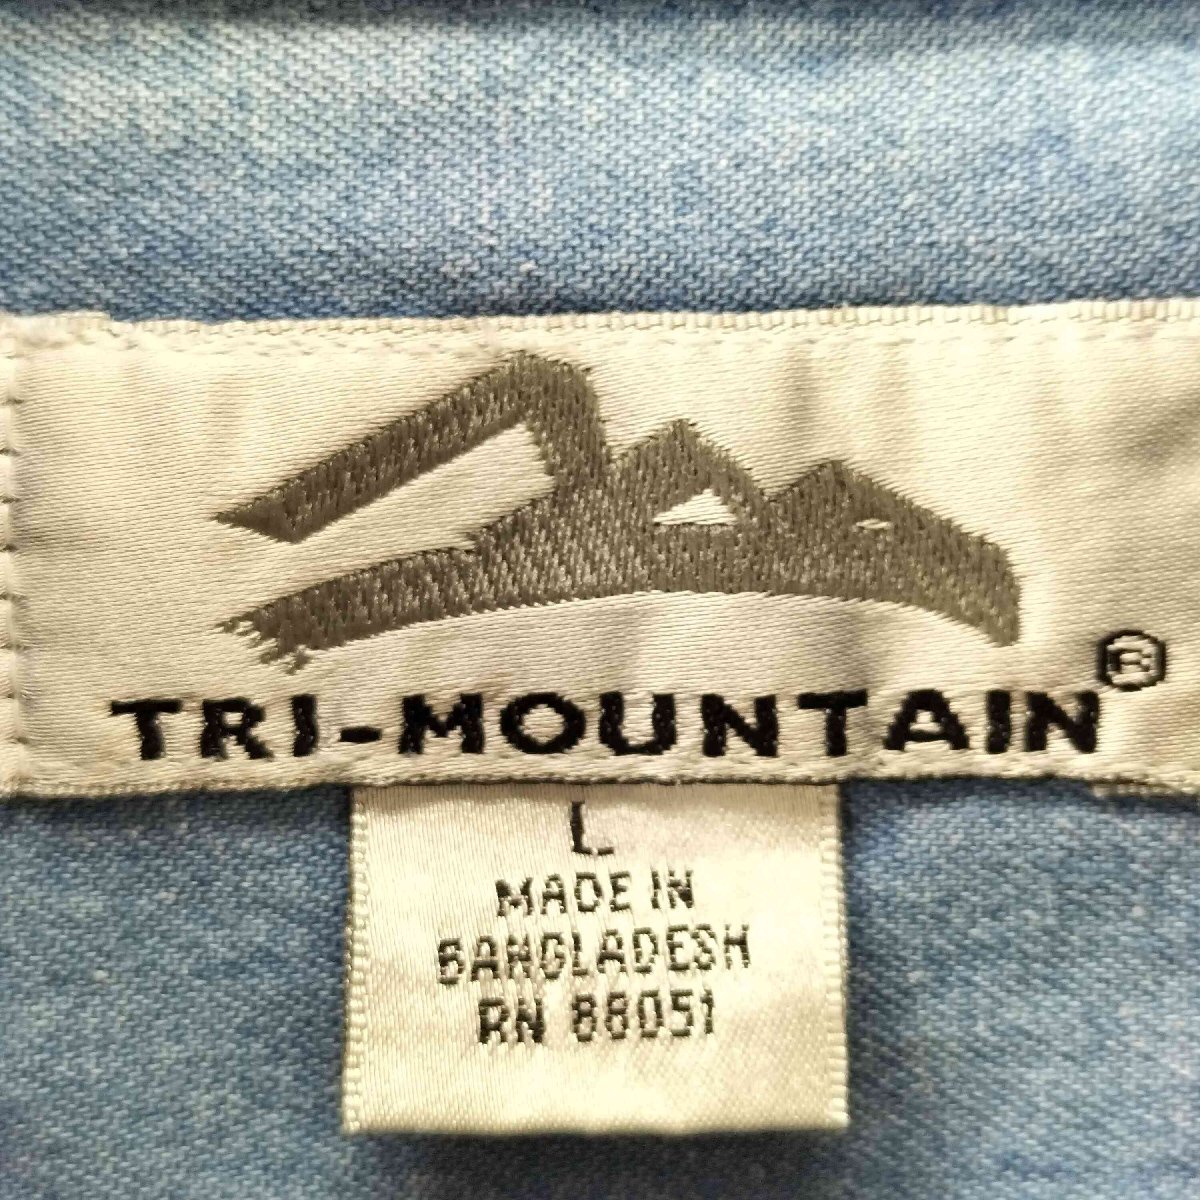 TRI-MOUNTAIN®
L
MADE IN
BANGLADESH
RN 88051